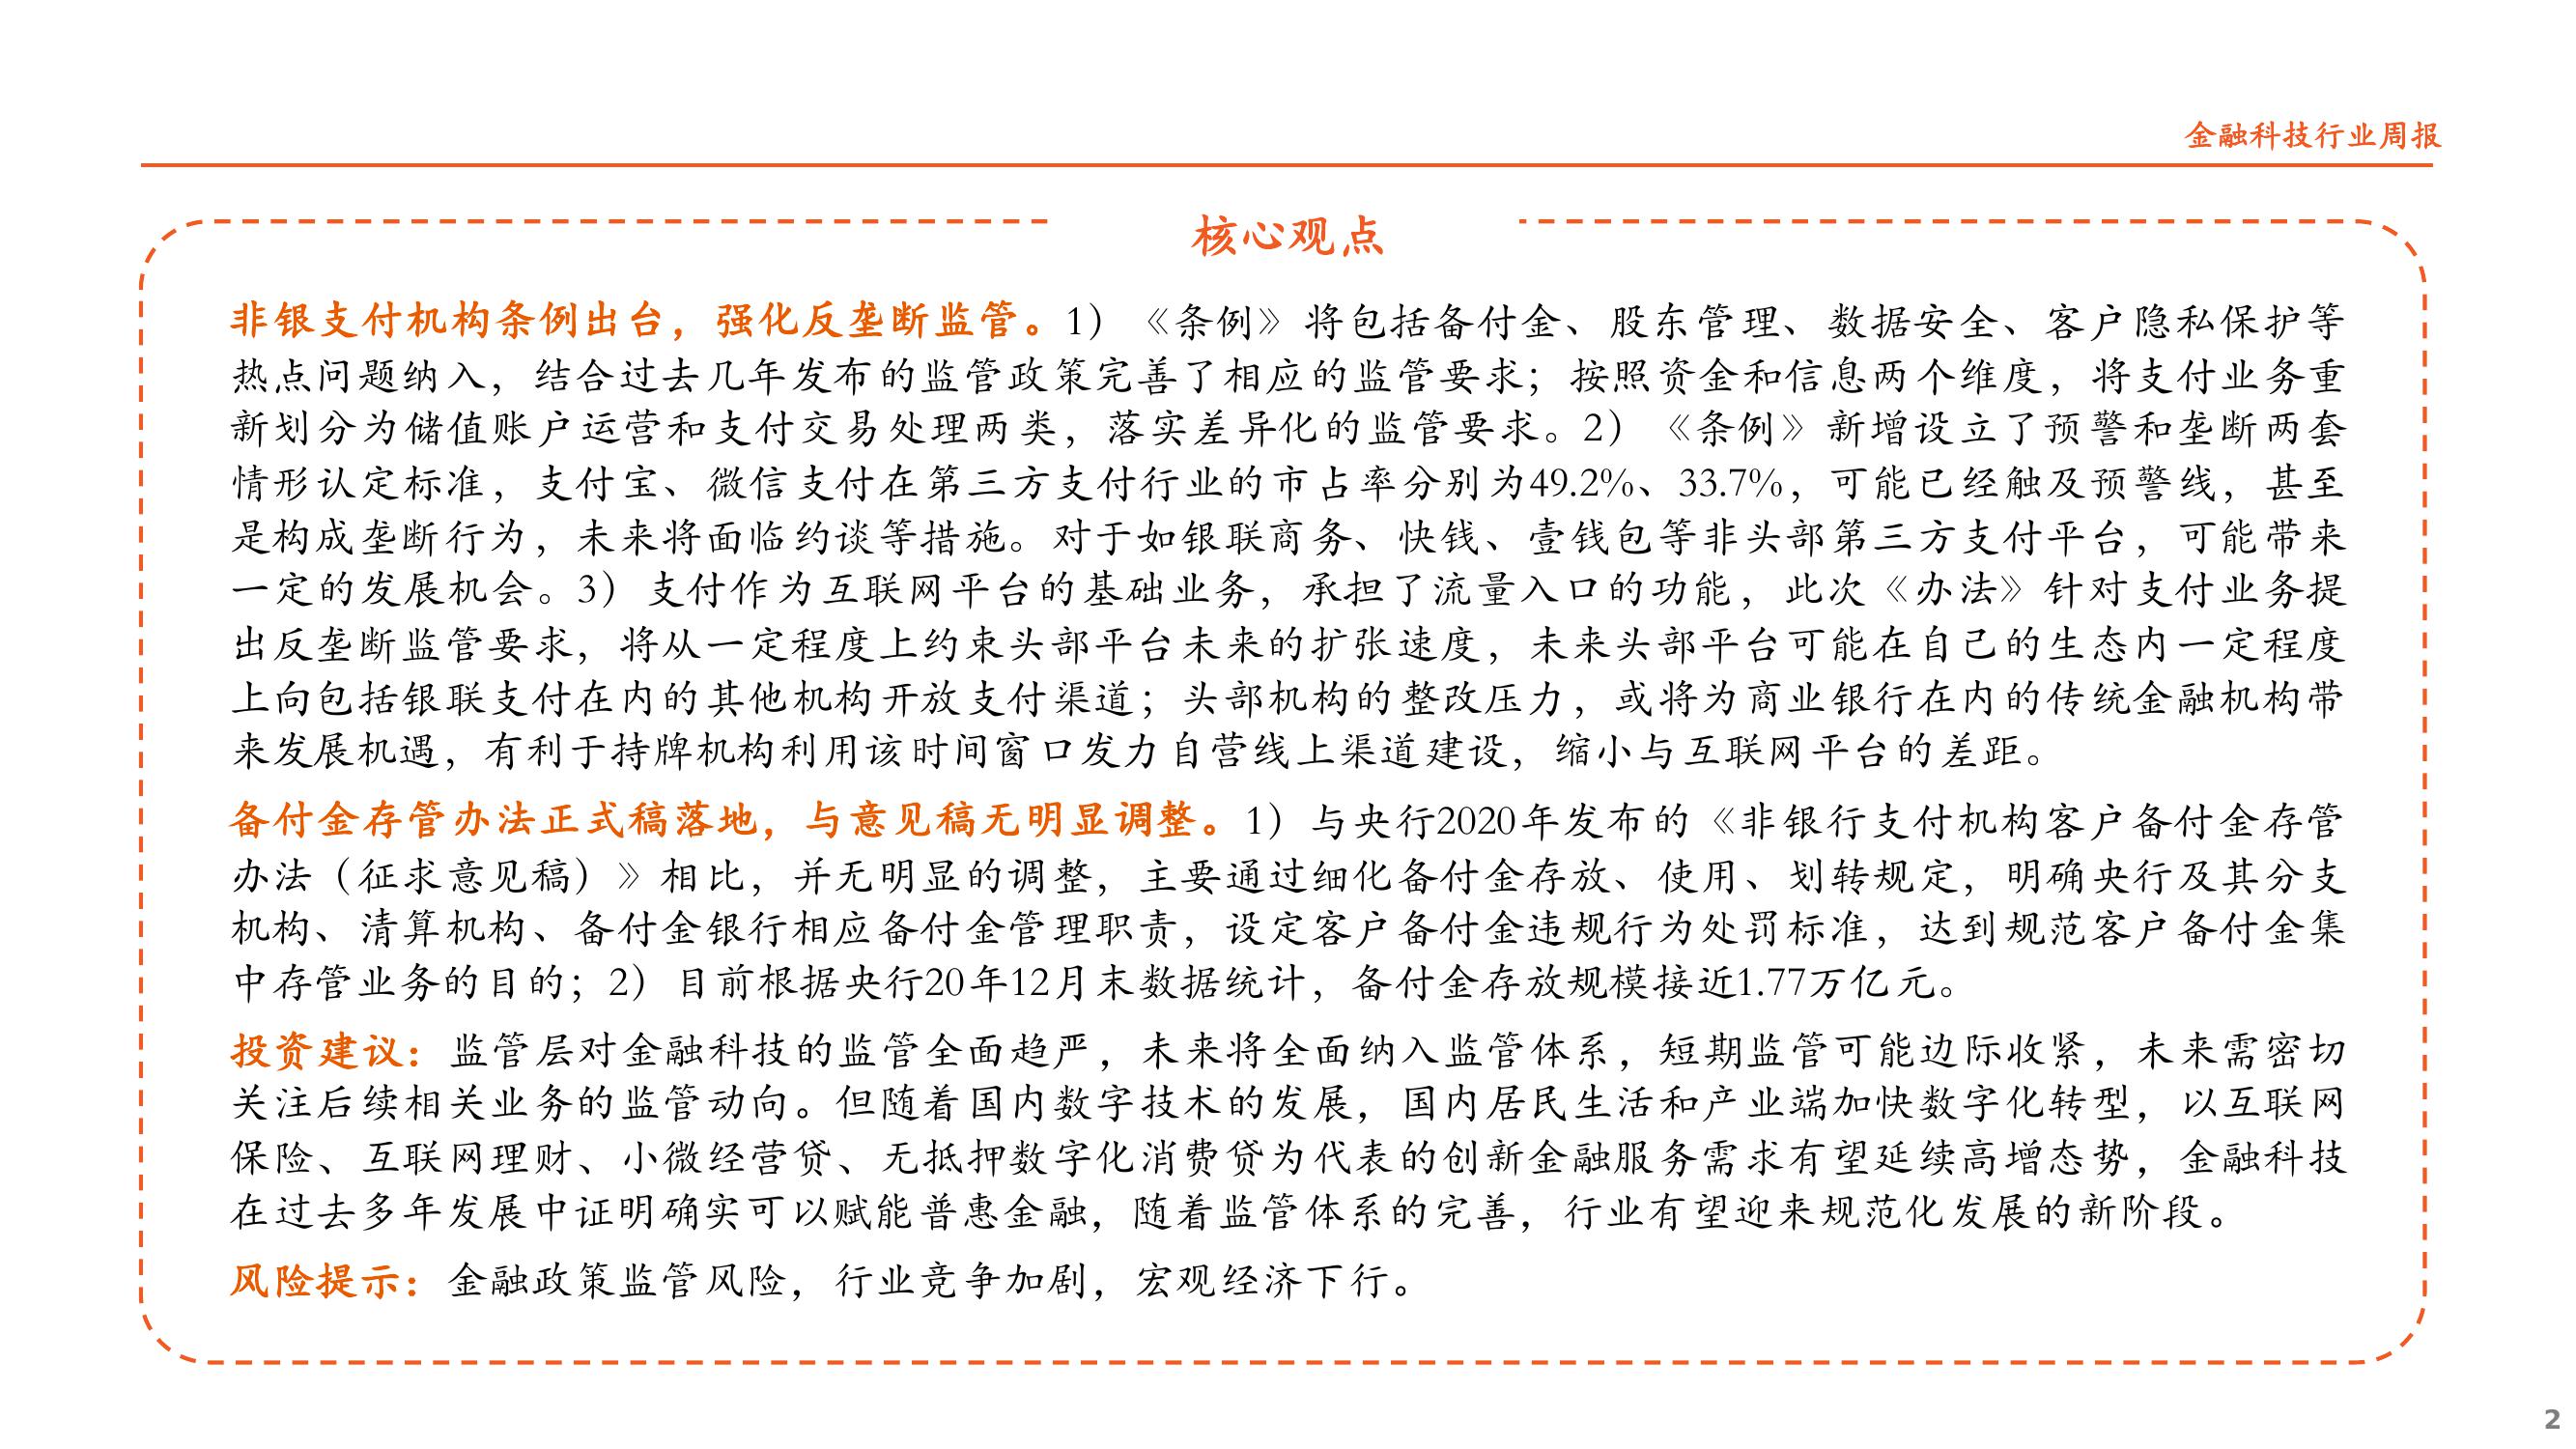 金融科技行业周报
核心观点
非银支付机构条例出台，强化反垄断监管。1）《条例》将包括备付金、股东管理、数据安全、客户隐私保护等
热点问题纳入，结合过去几年发布的监管政策完善了相应的监管要求；按照资金和信息两个维度，将支付业务重
新划分为储值账户运营和支付交易处理两类，落实差异化的监管要求。2）《条例》新增设立了预警和垄断两套
情形认定标准，支付宝、微信支付在第三方支付行业的市占率分别为49.2%、33.7%，可能已经触及预警线，甚至
是构成垄断行为，未来将面临约谈等措施。对于如银联商务、快钱、壹钱包等非头部第三方支付平台，可能带来
一定的发展机会。3）支付作为互联网平台的基础业务，承担了流量入口的功能，此次《办法》针对支付业务提
出反垄断监管要求，将从一定程度上约束头部平台未来的扩张速度，未来头部平台可能在自己的生态内一定程度
上向包括银联支付在内的其他机构开放支付渠道；头部机构的整改压力，或将为商业银行在内的传统金融机构带
来发展机遇，有利于持牌机构利用该时间窗口发力自营线上渠道建设，缩小与互联网平台的差距。
备付金存管办法正式稿落地，与意见稿无明显调整。1）与央行2020年发布的《非银行支付机构客户备付金存管
办法（征求意见稿）》相比，并无明显的调整，主要通过细化备付金存放、使用、划转规定，明确央行及其分支
机构、清算机构、备付金银行相应备付金管理职责，设定客户备付金违规行为处罚标准，达到规范客户备付金集
中存管业务的目的；2）目前根据央行20年12月末数据统计，备付金存放规模接近1.77万亿元。
投资建议：监管层对金融科技的监管全面趋严，未来将全面纳入监管体系，短期监管可能边际收紧，未来需密切
关注后续相关业务的监管动向。但随着国内数字技术的发展，国内居民生活和产业端加快数字化转型，以互联网
保险、互联网理财、小微经营贷、无抵押数字化消费贷为代表的创新金融服务需求有望延续高增态势，金融科技
在过去多年发展中证明确实可以赋能普惠金融，随着监管体系的完善，行业有望迎来规范化发展的新阶段。
风险提示：金融政策监管风险，行业竞争加剧，宏观经济下行。
2